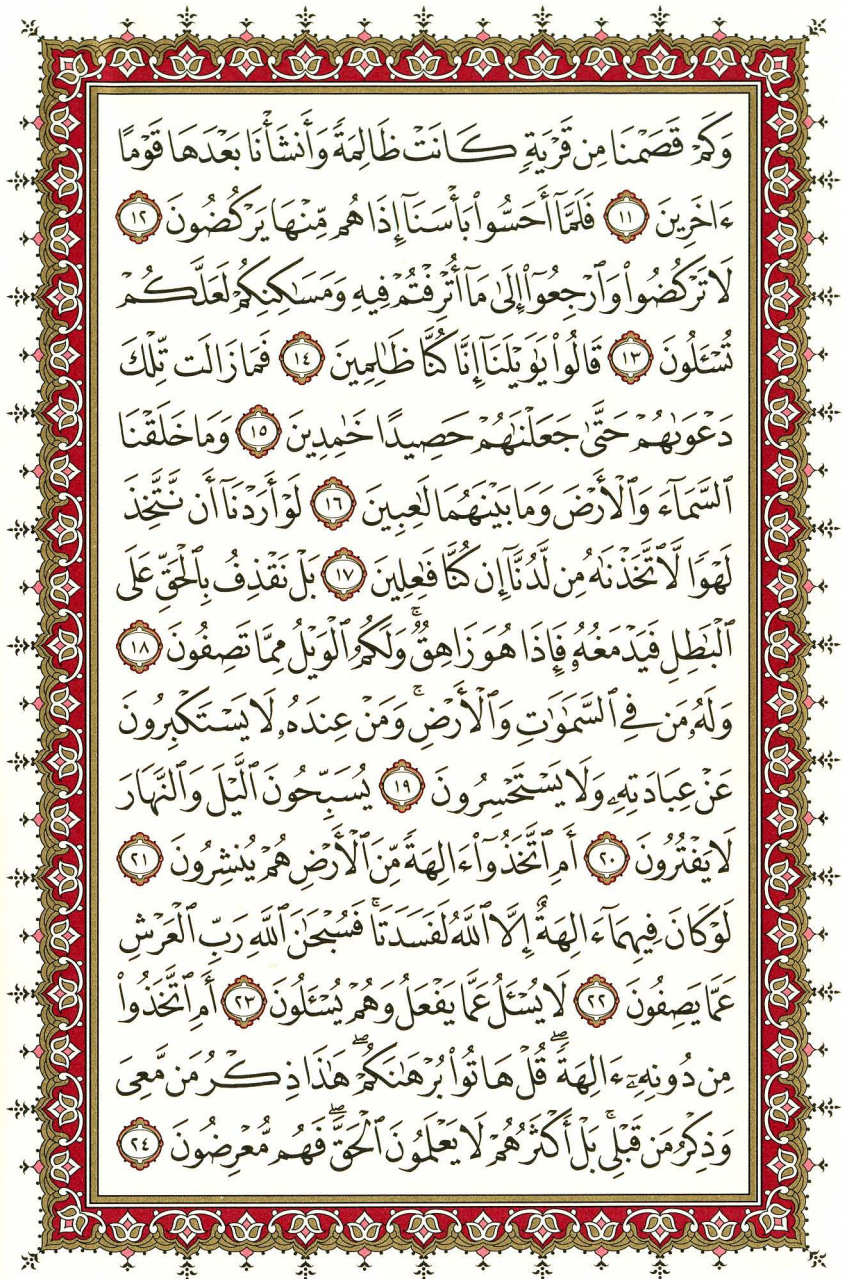 وَكَمْ قَصَمْنَا مِن قَرْيَةٍ كَانَتْ ظَالِمَةً وَأَنشَأْنَا بَعْدَهَا قَوْمًا
ءَاخَرِينَ ١١ فَلَمَّآ أَحَسُّوا۟ بَأْسَنَآ إِذَا هُم مِّنْهَا يَرْكُضُونَ ١٢
لَا تَرْكُضُوا۟ وَٱرْجِعُوٓا۟ إِلَىٰ مَآ أُتْرِفْتُمْ فِيهِ وَمَسَـٰكِنِكُمْ لَعَلَّكُمْ
تُسْـَٔلُونَ ١٣ قَالُوا۟ يَـٰوَيْلَنَآ إِنَّا كُنَّا ظَـٰلِمِينَ ١٤ فَمَا زَالَت تِّلْكَ
دَعْوَىٰهُمْ حَتَّىٰ جَعَلْنَـٰهُمْ حَصِيدًا خَـٰمِدِينَ ١٥ وَمَا خَلَقْنَا
ٱلسَّمَآءَ وَٱلْأَرْضَ وَمَا بَيْنَهُمَا لَـٰعِبِينَ ١٦ لَوْ أَرَدْنَآ أَن نَّتَّخِذَ
لَهْوًا لَّٱتَّخَذْنَـٰهُ مِن لَّدُنَّآ إِن كُنَّا فَـٰعِلِينَ ١٧ بَلْ نَقْذِفُ بِٱلْحَقِّ عَلَى
ٱلْبَـٰطِلِ فَيَدْمَغُهُۥ فَإِذَا هُوَ زَاهِقٌ ۚ وَلَكُمُ ٱلْوَيْلُ مِمَّا تَصِفُونَ ١٨
وَلَهُۥ مَن فِى ٱلسَّمَـٰوَٰتِ وَٱلْأَرْضِ ۚ وَمَنْ عِندَهُۥ لَا يَسْتَكْبِرُونَ
عَنْ عِبَادَتِهِۦ وَلَا يَسْتَحْسِرُونَ ١٩ يُسَبِّحُونَ ٱلَّيْلَ وَٱلنَّهَارَ
لَا يَفْتُرُونَ ٢٠ أَمِ ٱتَّخَذُوٓا۟ ءَالِهَةً مِّنَ ٱلْأَرْضِ هُمْ يُنشِرُونَ ٢١
لَوْ كَانَ فِيهِمَآ ءَالِهَةٌ إِلَّا ٱللَّهُ لَفَسَدَتَا ۚ فَسُبْحَـٰنَ ٱللَّهِ رَبِّ ٱلْعَرْشِ
عَمَّا يَصِفُونَ ٢٢ لَا يُسْـَٔلُ عَمَّا يَفْعَلُ وَهُمْ يُسْـَٔلُونَ ٢٣ أَمِ ٱتَّخَذُوا۟
مِن دُونِهِۦٓ ءَالِهَةً ۖ قُلْ هَاتُوا۟ بُرْهَـٰنَكُمْ ۖ هَـٰذَا ذِكْرُ مَن مَّعِىَ
وَذِكْرُ مَن قَبْلِى ۗ بَلْ أَكْثَرُهُمْ لَا يَعْلَمُونَ ٱلْحَقَّ ۖ فَهُم مُّعْرِضُونَ ٢٤